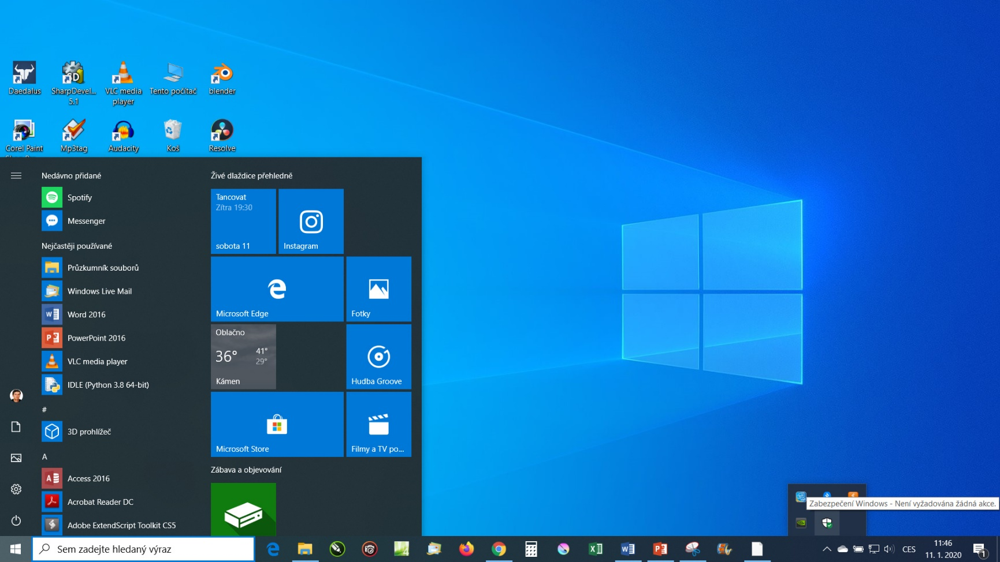 Daedalus
SharpDevel...
5.1
VLC media
player
Tento počítač
blender
Corel Paint
Mp3tag
Audacity
Koš
Resolve
Nedávno přidané
Spotify
Messenger
Nejčastěji používané
Průzkumník souborů
Windows Live Mail
Word 2016
PowerPoint 2016
VLC media player
IDLE (Python 3.8 64-bit)
#
3D prohlížeč
A
Access 2016
Acrobat Reader DC
Adobe ExtendScript Toolkit CS5
Živé dlaždice přehledně
Tancovat
Zítra 19:30
sobota 11
Instagram
Microsoft Edge
Fotky
Oblačno
36°
41°
29°
Kámen
Hudba Groove
Microsoft Store
Filmy a TV po...
Zábava a objevování
Zabezpečení Windows - Není vyžadována žádná akce.
Sem zadejte hledaný výraz
CES
11:46
11. 1. 2020
1